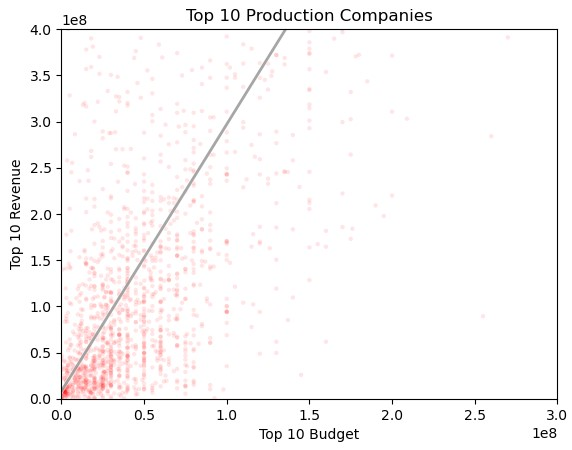 Top 10 Production Companies
1e8
4.0
3.5
3.0
2.5
2.0
1.5
1.0
0.5
0.0
Top 10 Revenue
0.0 0.5 1.0 1.5 2.0 2.5 3.0
Top 10 Budget
1e8